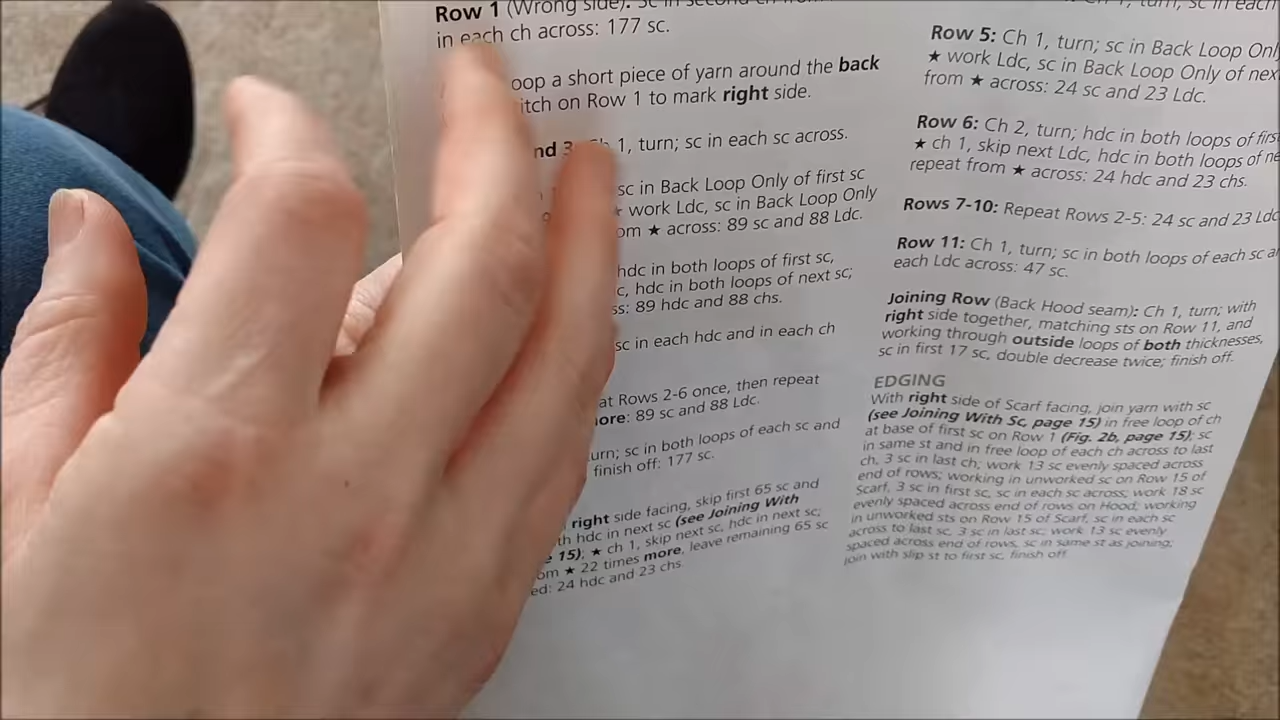 Row 1 (Wrong side): Sc in second ch from
in each ch across: 177 sc.
a short piece of yarn around the back
on Row 1 to mark right side.
3: Ch 1, turn; sc in each sc across.
sc in Back Loop Only of first sc
★ work Ldc, sc in Back Loop Only
★ across: 89 sc and 88 Ldc.
hdc in both loops of first sc,
hdc in both loops of next sc;
89 hdc and 88 chs.
sc in each hdc and in each ch
Rows 2-6 once, then repeat
89 sc and 88 Ldc.
sc in both loops of each sc and
finish off: 177 sc.
right side facing, skip first 65 sc and
hdc in next sc (see Joining With
15); ★ ch 1, skip next sc, hdc in next sc;
★ 22 times more, leave remaining 65 sc
24 hdc and 23 chs.
turn, sc in each
Row 5: Ch 1, turn; sc in Back Loop
★ work Ldc, sc in Back Loop Only of
from ★ across: 24 sc and 23 Ldc.
Row 6: Ch 2, turn; hdc in both loops of
★ ch 1, skip next Ldc, hdc in both loops of
repeat from ★ across: 24 hdc and 23 chs.
Rows 7-10: Repeat Rows 2-5: 24 sc and 23 Ldc
Row 11: Ch 1, turn; sc in both loops of each sc
each Ldc across: 47 sc.
Joining Row (Back Hood seam): Ch 1, turn; with
right side together, matching sts on Row 11, and
working through outside loops of both thicknesses,
sc in first 17 sc, double decrease twice; finish off.
EDGING
With right side of Scarf facing, join yarn with sc
(see Joining With Sc, page 15) in free loop of ch
at base of first sc on Row 1 (Fig. 2b, page 15); sc
in same st and in free loop of each ch across to last
ch, 3 sc in last ch; work 13 sc evenly spaced across
end of rows; working in unworked sc on Row 15 of
Scarf, 3 sc in first sc, sc in each sc across; work 18 sc
evenly spaced across end of rows on Hood; working
in unworked sts on Row 15 of Scarf, sc in each sc
across to last sc, 3 sc in last sc; work 13 sc evenly
spaced across end of rows, sc in same st as joining;
join with slip st to first sc, finish off.